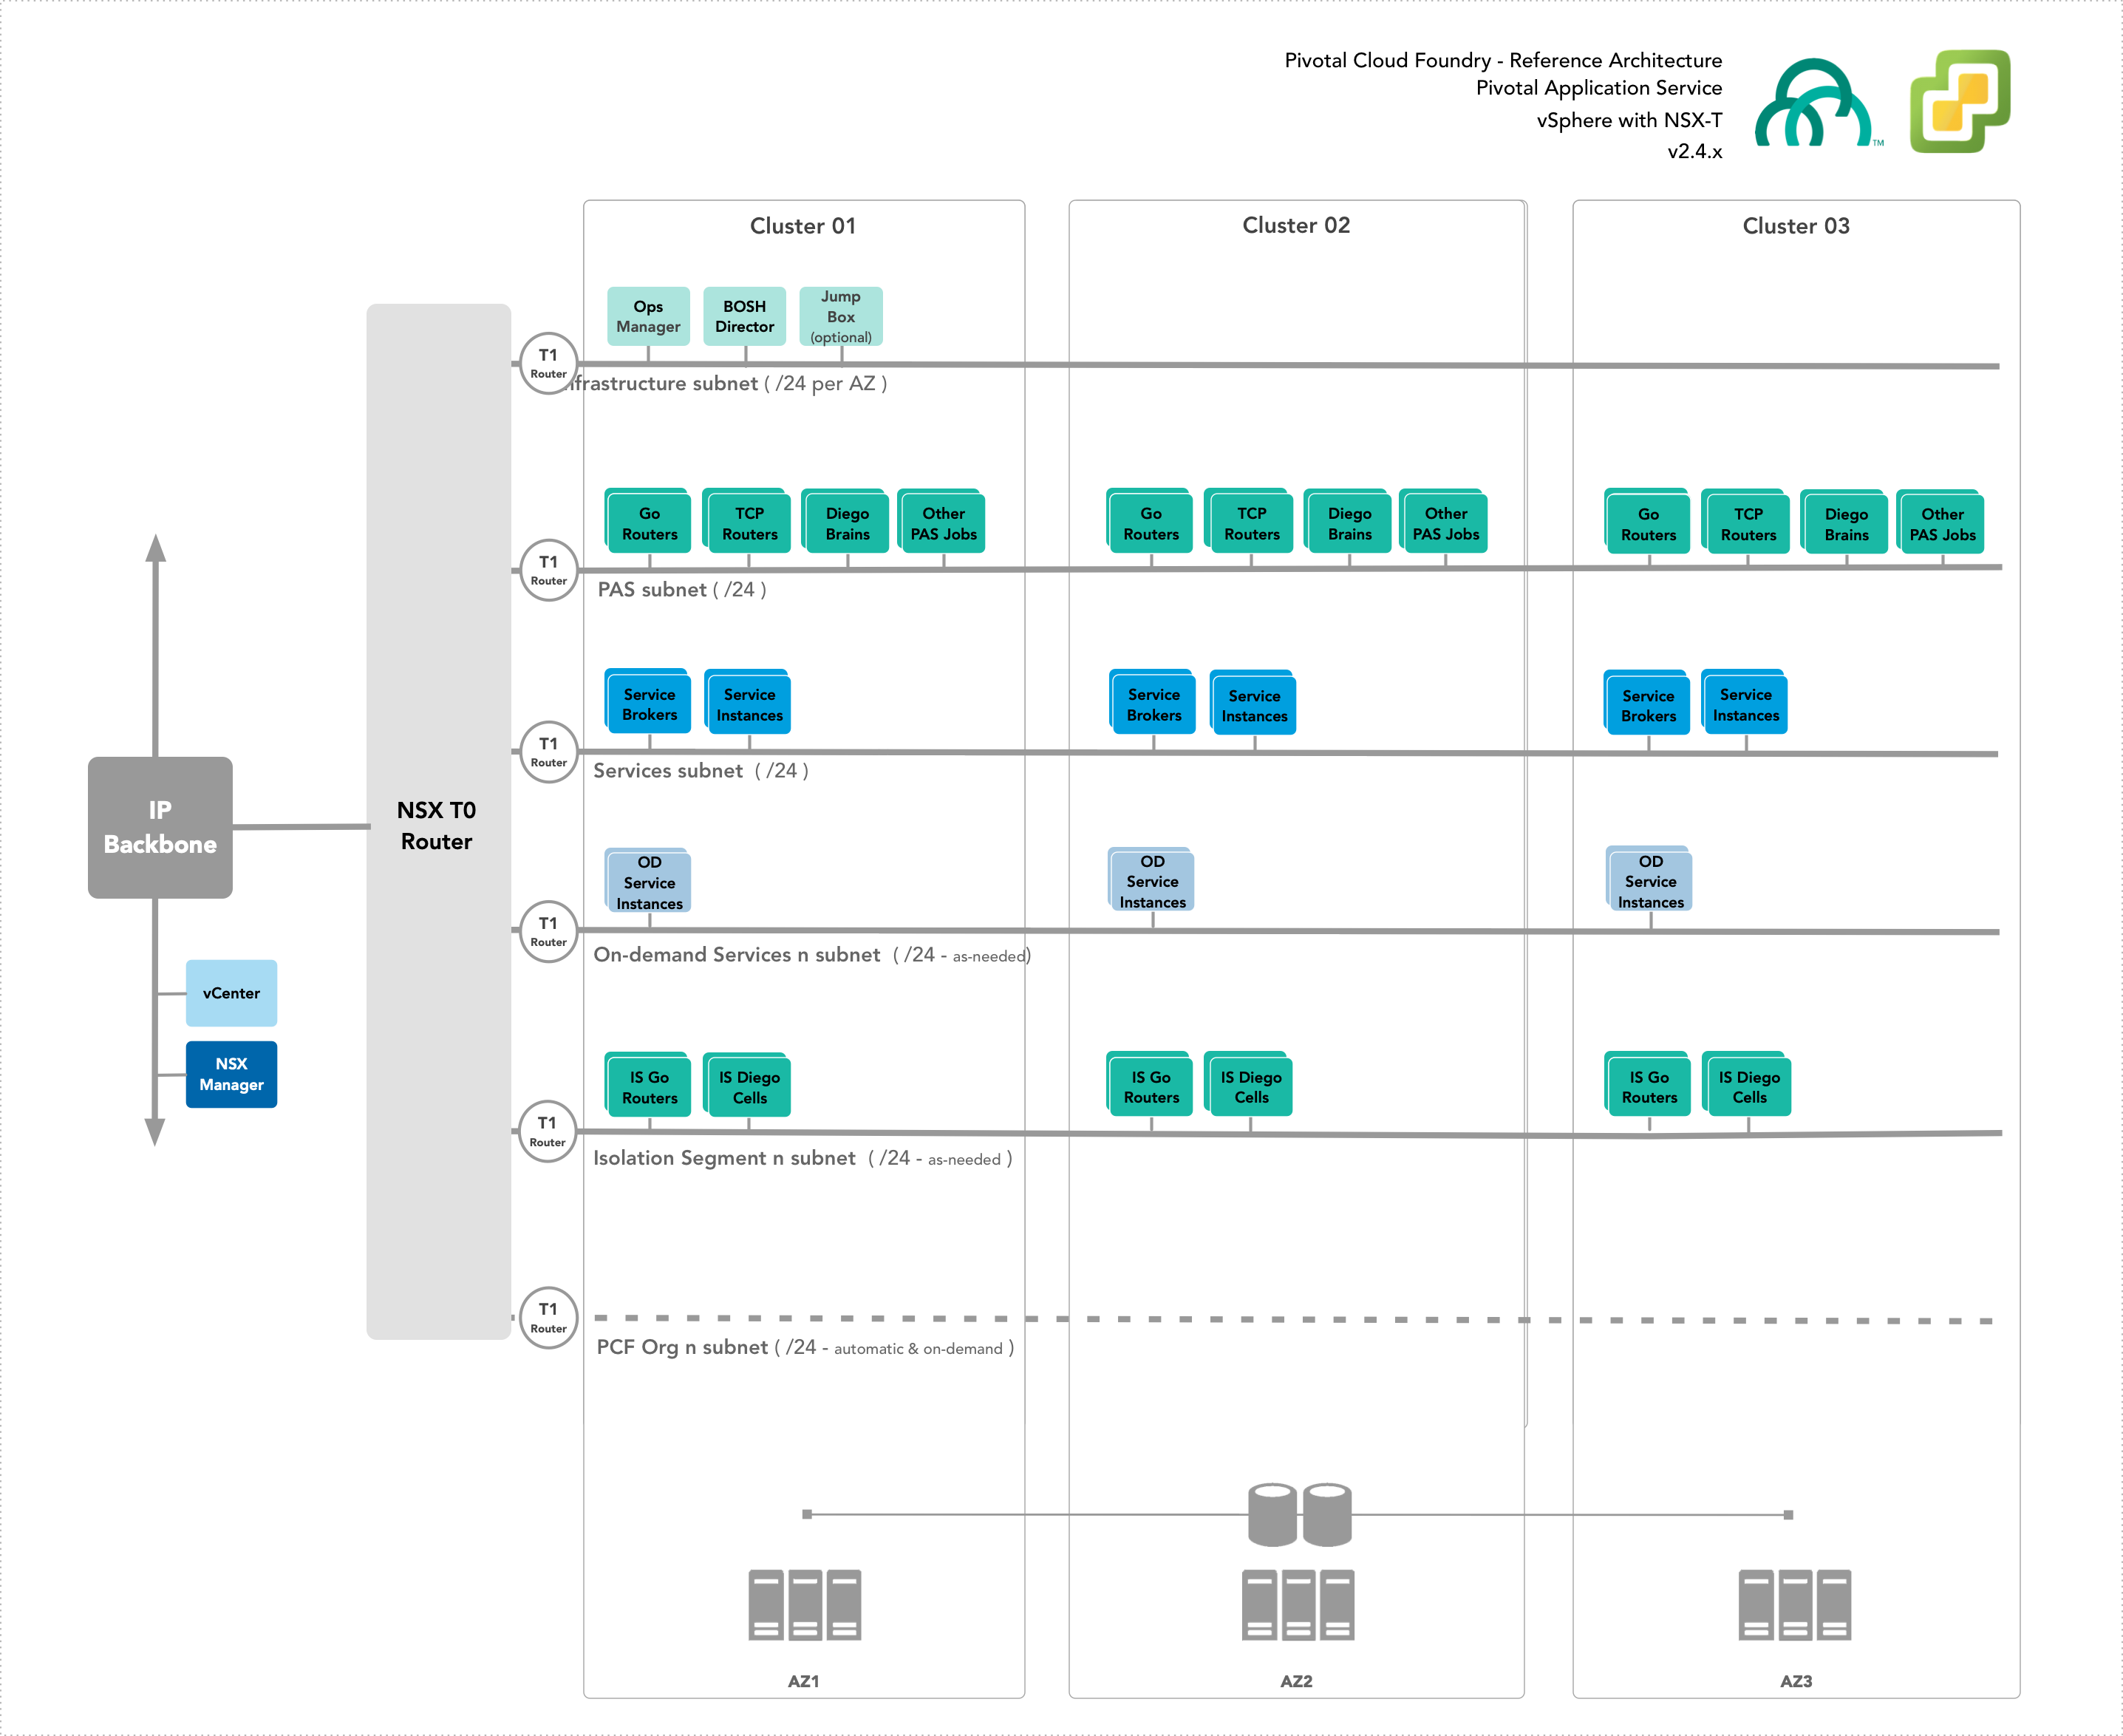 Pivotal Cloud Foundry - Reference Architecture
Pivotal Application Service
vSphere with NSX-T
v2.4.x
TM
Cluster 01
Cluster 02
Cluster 03
Ops
Manager
BOSH
Director
Jump
Box
(optional)
T1
Router
nfrastructure subnet ( /24 per AZ )
Go
Routers
TCP
Routers
Diego
Brains
Other
PAS Jobs
Go
Routers
TCP
Routers
Diego
Brains
Other
PAS Jobs
Go
Routers
TCP
Routers
Diego
Brains
Other
PAS Jobs
T1
Router
PAS subnet ( /24 )
Service
Brokers
Service
Instances
Service
Brokers
Service
Instances
Service
Brokers
Service
Instances
T1
Router
Services subnet ( /24 )
IP
Backbone
NSX T0
Router
OD
Service
Instances
OD
Service
Instances
OD
Service
Instances
T1
Router
On-demand Services n subnet ( /24 - as-needed)
vCenter
NSX
Manager
IS Go
Routers
IS Diego
Cells
IS Go
Routers
IS Diego
Cells
IS Go
Routers
IS Diego
Cells
T1
Router
Isolation Segment n subnet ( /24 - as-needed )
T1
Router
PCF Org n subnet ( /24 - automatic & on-demand )
AZ1
AZ2
AZ3